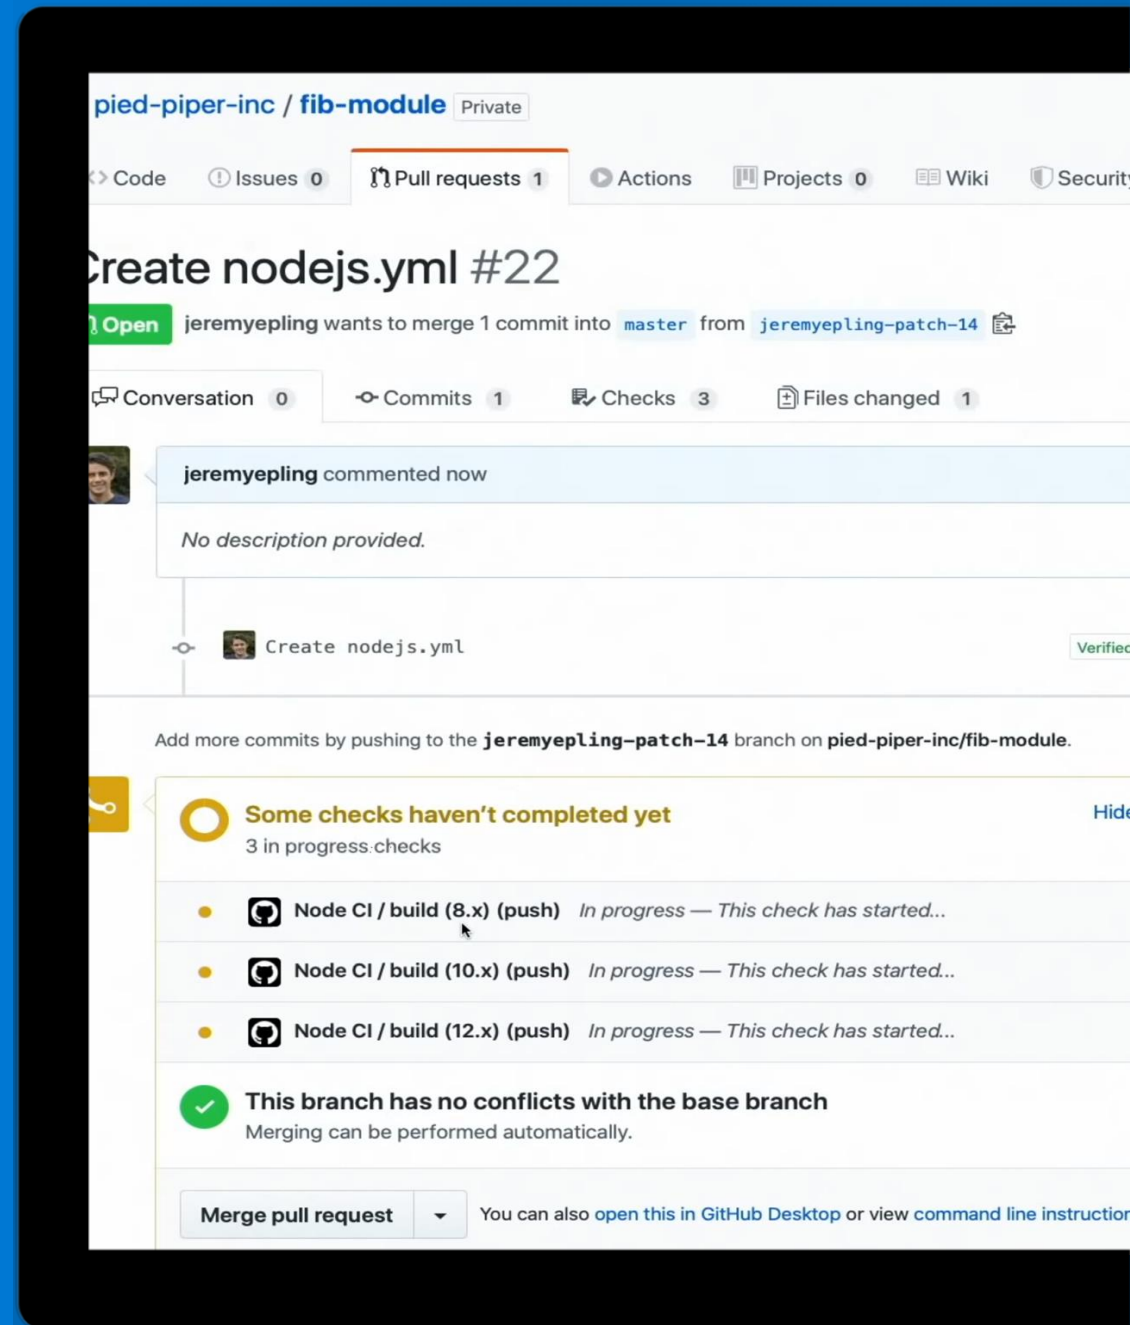 pied-piper-inc / fib-module Private
Code Issues 0 Pull requests 1 Actions Projects 0 Wiki Security
Create nodejs.yml #22
Open jeremyepling wants to merge 1 commit into master from jeremyepling-patch-14
Conversation 0 Commits 1 Checks 3 Files changed 1
jeremyepling commented now
No description provided.
Create nodejs.yml Verified
Add more commits by pushing to the jeremyepling-patch-14 branch on pied-piper-inc/fib-module.
Some checks haven't completed yet Hide
3 in progress checks
Node CI / build (8.x) (push) In progress — This check has started...
Node CI / build (10.x) (push) In progress — This check has started...
Node CI / build (12.x) (push) In progress — This check has started...
This branch has no conflicts with the base branch
Merging can be performed automatically.
Merge pull request You can also open this in GitHub Desktop or view command line instruction